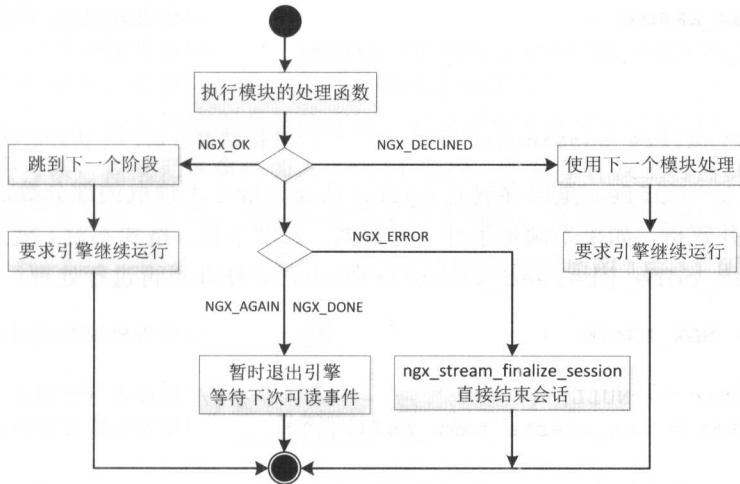 执行模块的处理函数
NGX_OK
NGX_DECLINED
跳到下一个阶段
使用下一个模块处理
要求引擎继续运行
NGX_ERROR
要求引擎继续运行
NGX_AGAIN
NGX_DONE
暂时退出引擎
等待下次可读事件
ngx_stream_finalize_session
直接结束会话